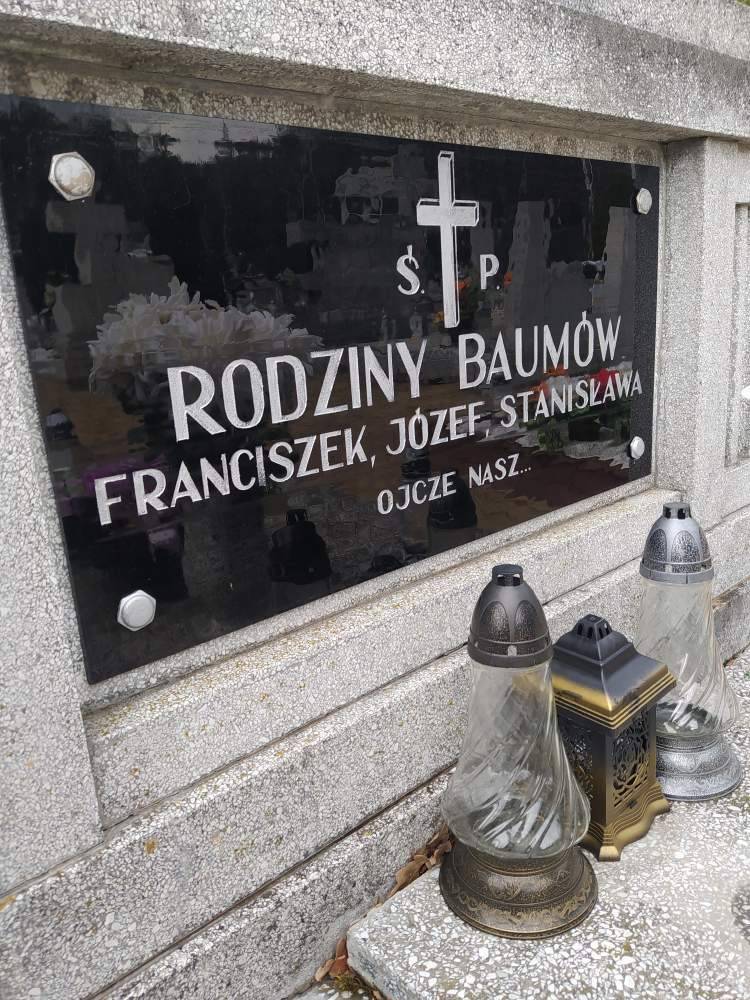 Ś. P.
RODZINY BAUMÓW
FRANCISZEK, JÓZEF, STANISŁAWA
OJCZE NASZ...